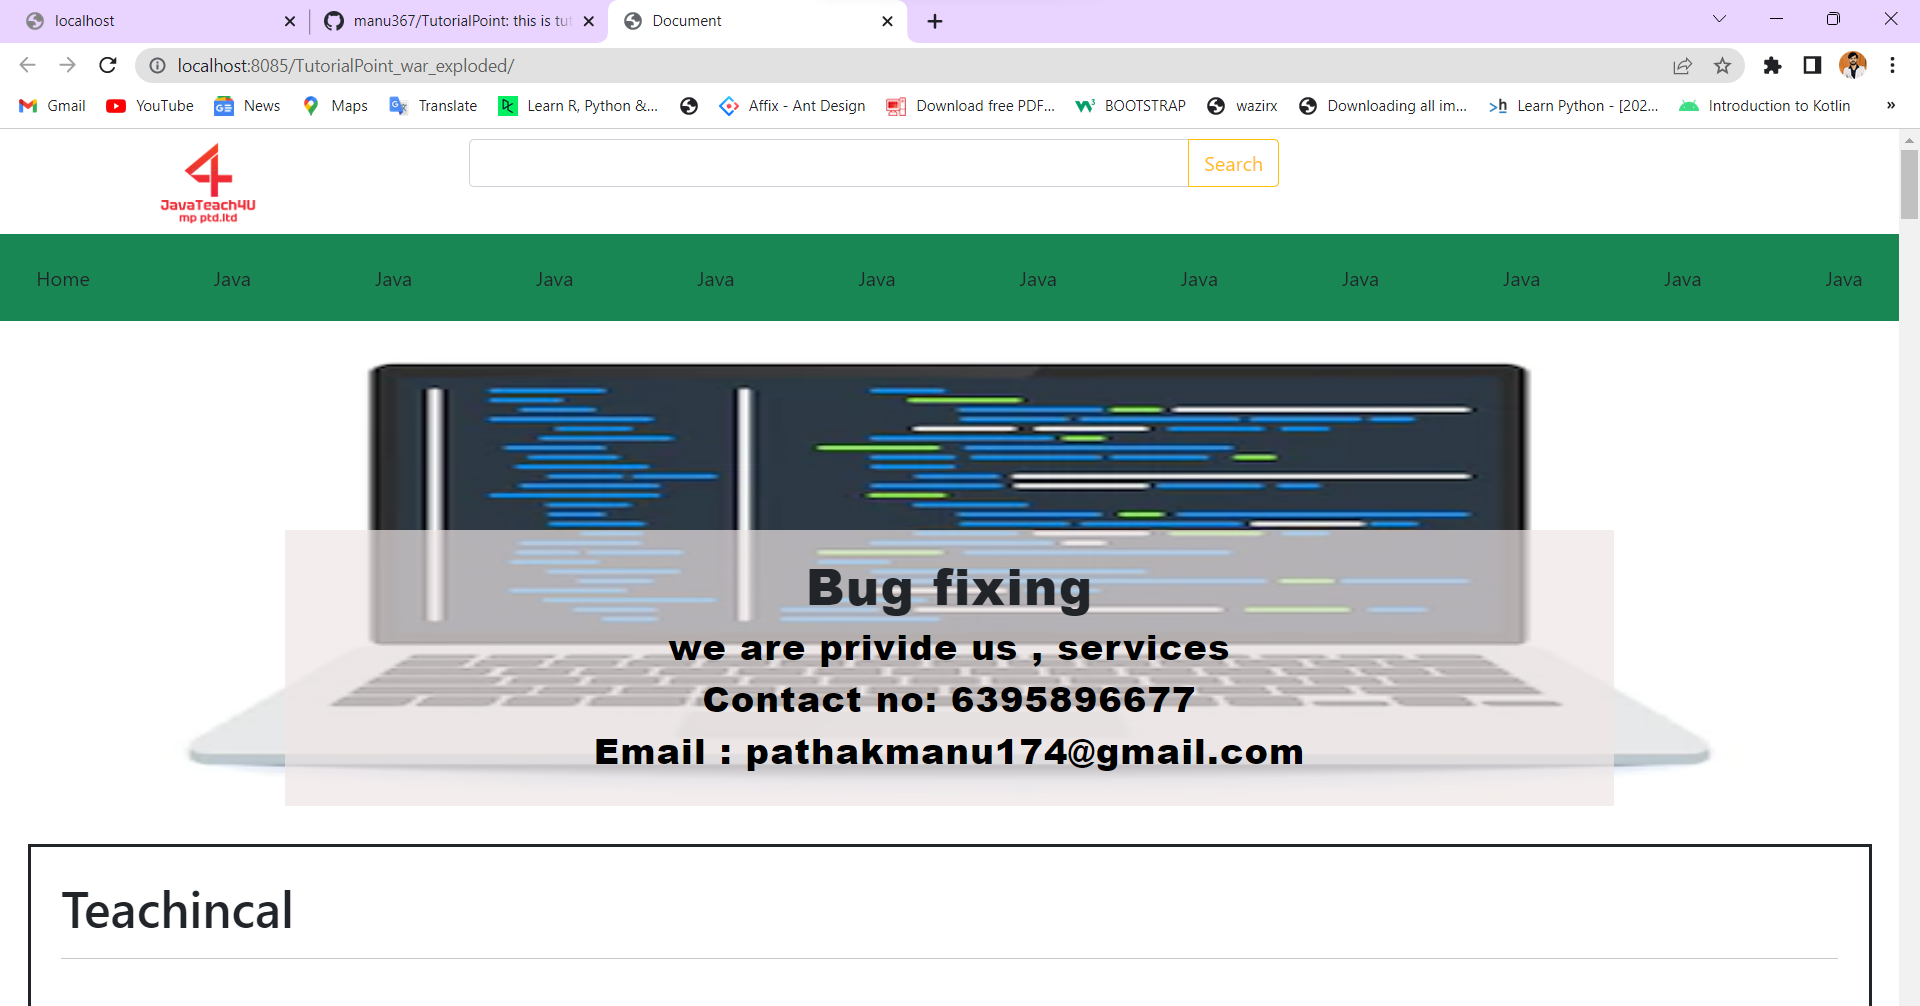 localhost
manu367/TutorialPoint: this is tut
Document
localhost:8085/TutorialPoint_war_exploded/
Gmail YouTube News Maps Translate Learn R, Python &... Affix - Ant Design Download free PDF... BOOTSTRAP wazirx Downloading all im... Learn Python - [202... Introduction to Kotlin »
4
JavaTeach4U
mp ptd.ltd
Search
Home Java Java Java Java Java Java Java Java Java Java Java
Bug fixing
we are privide us , services
Contact no: 6395896677
Email : pathakmanu174@gmail.com
Teachincal